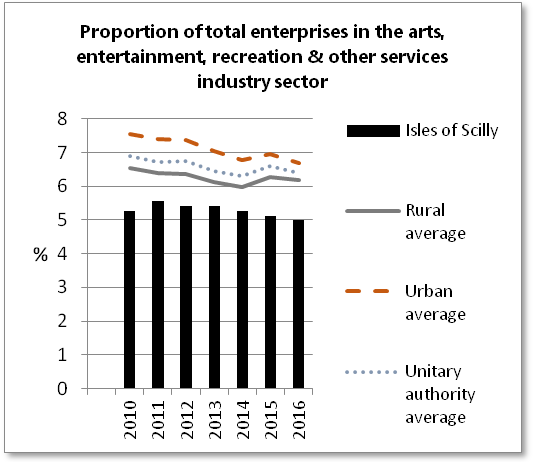 Proportion of total enterprises in the arts,
entertainment, recreation & other services
industry sector
8
7
6
5
4
3
2
1
0
%
2010
2011
2012
2013
2014
2015
2016
Isles of Scilly
Rural
average
Urban
average
Unitary
authority
average